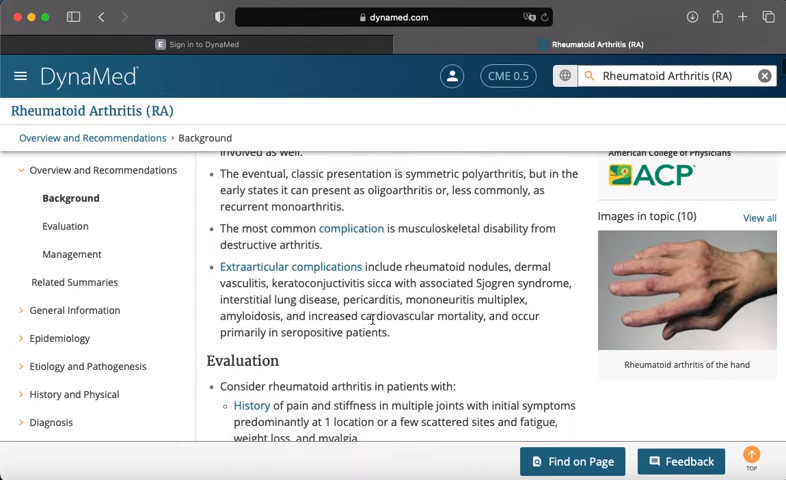 dynamed.com
E Sign in to DynaMed
Rheumatoid Arthritis (RA)
DynaMed®
CME 0.5
Rheumatoid Arthritis (RA)
Rheumatoid Arthritis (RA)
Overview and Recommendations › Background
Overview and Recommendations
Background
Evaluation
Management
Related Summaries
General Information
Epidemiology
Etiology and Pathogenesis
History and Physical
Diagnosis
involved as well.
• The eventual, classic presentation is symmetric polyarthritis, but in the
early states it can present as oligoarthritis or, less commonly, as
recurrent monoarthritis.
• The most common complication is musculoskeletal disability from
destructive arthritis.
• Extraarticular complications include rheumatoid nodules, dermal
vasculitis, keratoconjunctivitis sicca with associated Sjogren syndrome,
interstitial lung disease, pericarditis, mononeuritis multiplex,
amyloidosis, and increased cardiovascular mortality, and occur
primarily in seropositive patients.
Evaluation
• Consider rheumatoid arthritis in patients with:
○ History of pain and stiffness in multiple joints with initial symptoms
predominantly at 1 location or a few scattered sites and fatigue,
weight loss, and myalgia.
American College of Physicians
ACP
Images in topic (10)
View all
Rheumatoid arthritis of the hand
Find on Page
Feedback
TOP